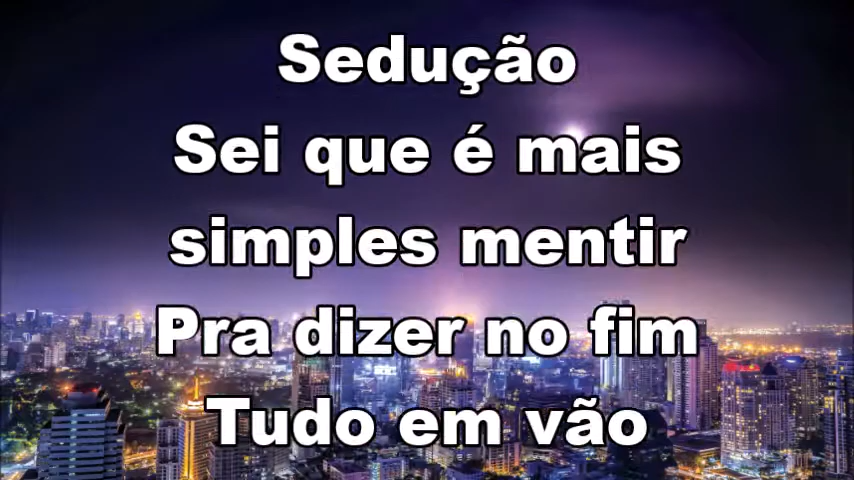 Sedução
Sei que é mais
simples mentir
Pra dizer no fim
Tudo em vão